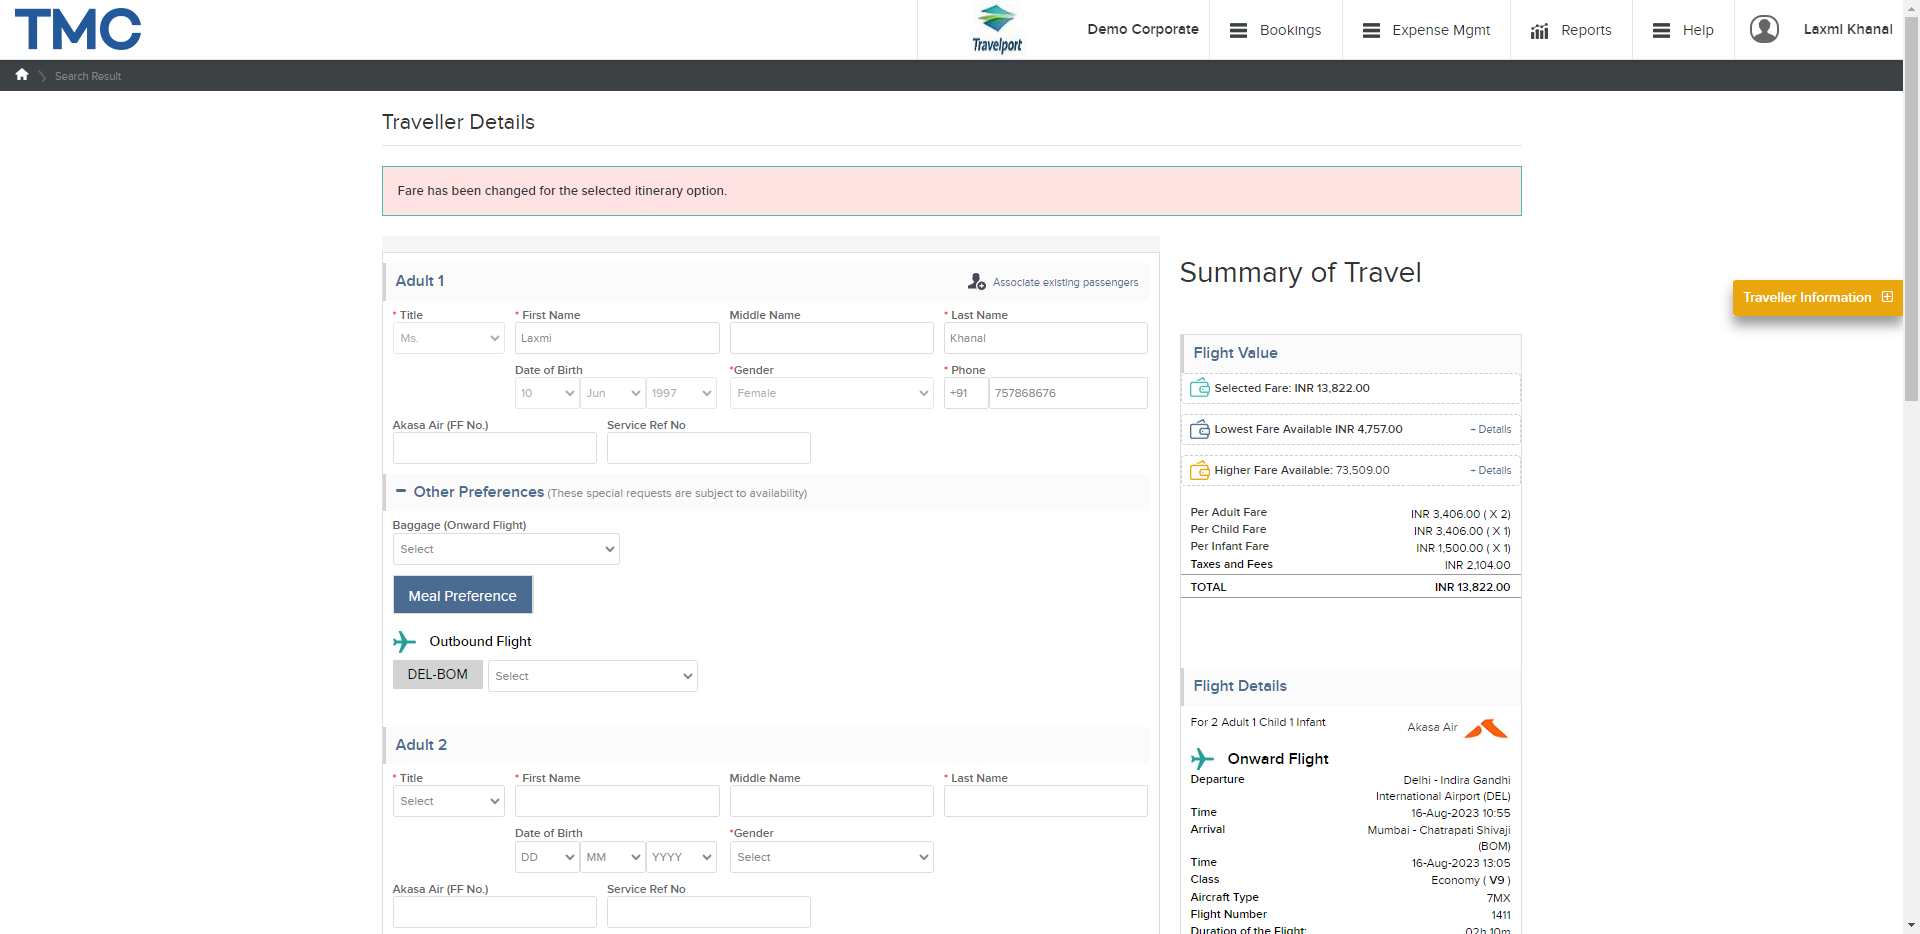 TMC
Travelport
Demo Corporate
Bookings
Expense Mgmt
Reports
Help
Laxmi Khanal
Search Result
Traveller Details
Fare has been changed for the selected itinerary option.
Adult 1
Associate existing passengers
* Title
* First Name
Middle Name
* Last Name
Ms.
Laxmi
Khanal
Date of Birth
*Gender
* Phone
10
Jun
1997
Female
+91
757868676
Akasa Air (FF No.)
Service Ref No
Other Preferences (These special requests are subject to availability)
Baggage (Onward Flight)
Select
Meal Preference
Outbound Flight
DEL-BOM
Select
Adult 2
* Title
* First Name
Middle Name
* Last Name
Select
Date of Birth
*Gender
DD
MM
YYYY
Select
Akasa Air (FF No.)
Service Ref No
Summary of Travel
Traveller Information
Flight Value
Selected Fare: INR 13,822.00
Lowest Fare Available INR 4,757.00
+ Details
Higher Fare Available: 73,509.00
+ Details
Per Adult Fare INR 3,406.00 ( X 2)
Per Child Fare INR 3,406.00 ( X 1)
Per Infant Fare INR 1,500.00 ( X 1)
Taxes and Fees INR 2,104.00
TOTAL INR 13,822.00
Flight Details
For 2 Adult 1 Child 1 Infant
Akasa Air
Onward Flight
Departure Delhi - Indira Gandhi
International Airport (DEL)
Time 16-Aug-2023 10:55
Arrival Mumbai - Chatrapati Shivaji
(BOM)
Time 16-Aug-2023 13:05
Class Economy ( V9 )
Aircraft Type 7MX
Flight Number 1411
Duration of the Flight: 02h 10m